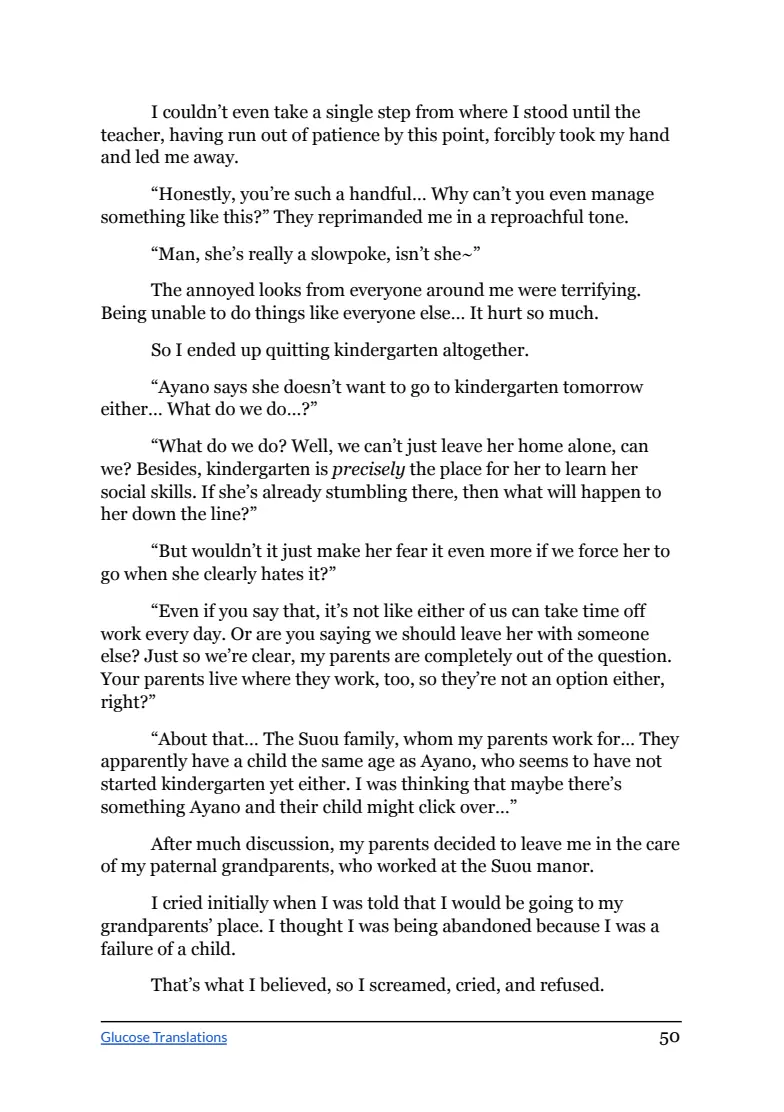 I couldn’t even take a single step from where I stood until the
teacher, having run out of patience by this point, forcibly took my hand
and led me away.
“Honestly, you’re such a handful… Why can’t you even manage
something like this?” They reprimanded me in a reproachful tone.
“Man, she’s really a slowpoke, isn’t she~”
The annoyed looks from everyone around me were terrifying.
Being unable to do things like everyone else… It hurt so much.
So I ended up quitting kindergarten altogether.
“Ayano says she doesn’t want to go to kindergarten tomorrow
either… What do we do…?”
“What do we do? Well, we can’t just leave her home alone, can
we? Besides, kindergarten is precisely the place for her to learn her
social skills. If she’s already stumbling there, then what will happen to
her down the line?”
“But wouldn’t it just make her fear it even more if we force her to
go when she clearly hates it?”
“Even if you say that, it’s not like either of us can take time off
work every day. Or are you saying we should leave her with someone
else? Just so we’re clear, my parents are completely out of the question.
Your parents live where they work, too, so they’re not an option either,
right?”
“About that… The Suou family, whom my parents work for… They
apparently have a child the same age as Ayano, who seems to have not
started kindergarten yet either. I was thinking that maybe there’s
something Ayano and their child might click over…”
After much discussion, my parents decided to leave me in the care
of my paternal grandparents, who worked at the Suou manor.
I cried initially when I was told that I would be going to my
grandparents’ place. I thought I was being abandoned because I was a
failure of a child.
That’s what I believed, so I screamed, cried, and refused.
Glucose Translations 50